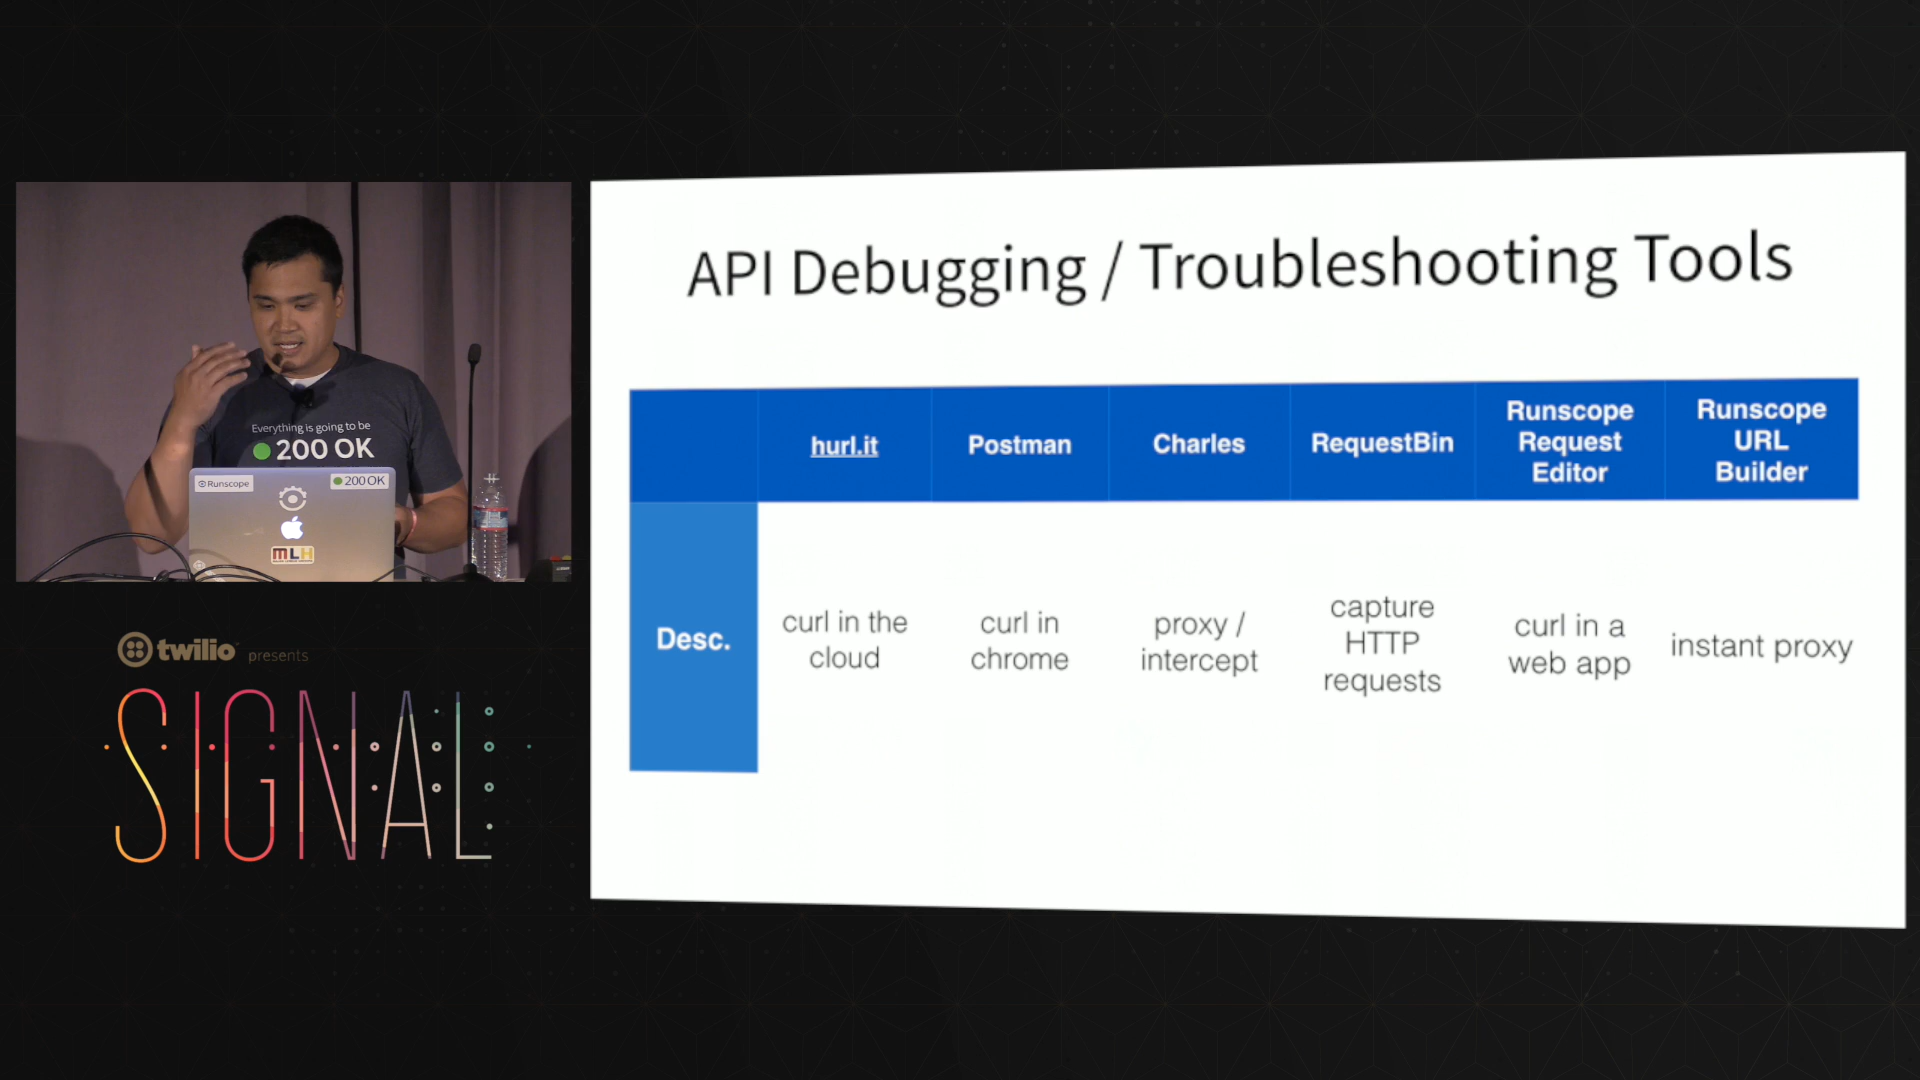 API Debugging / Troubleshooting Tools
hurl.it
Postman
Charles
RequestBin
Runscope
Request
Editor
Runscope
URL
Builder
Desc.
curl in the
cloud
curl in
chrome
proxy /
intercept
capture
HTTP
requests
curl in a
web app
instant proxy
Everything is going to be
200 OK
Runscope
200 OK
MLH
twilio presents
SIGNAL